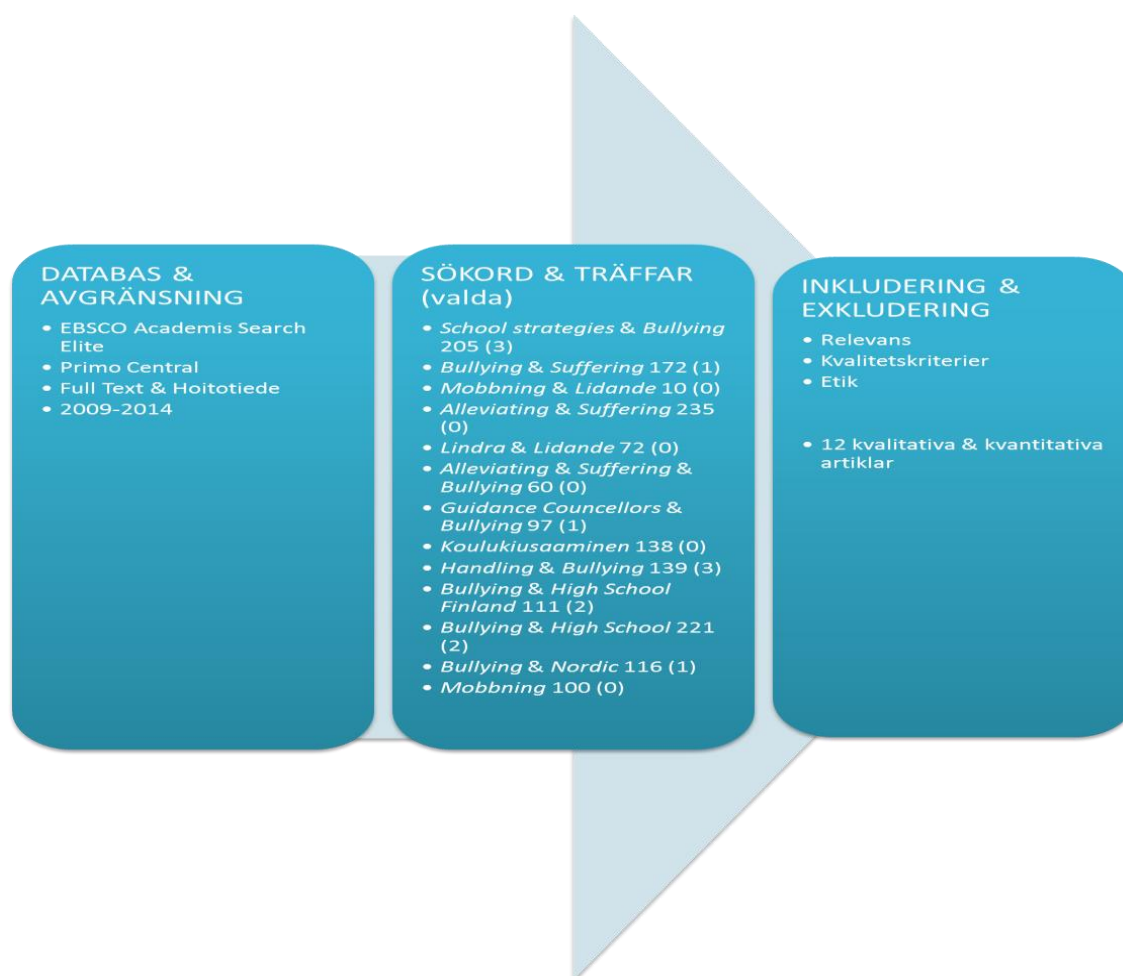 DATABAS &
AVGRÄNSNING
• EBSCO Academis Search
Elite
• Primo Central
• Full Text & Hoitotiede
• 2009-2014
SÖKORD & TRÄFFAR
(valda)
• School strategies & Bullying
205 (3)
• Bullying & Suffering 172 (1)
• Mobbning & Lidande 10 (0)
• Alleviating & Suffering 235
(0)
• Lindra & Lidande 72 (0)
• Alleviating & Suffering &
Bullying 60 (0)
• Guidance Councellors &
Bullying 97 (1)
• Koulukiusaaminen 138 (0)
• Handling & Bullying 139 (3)
• Bullying & High School
Finland 111 (2)
• Bullying & High School 221
(2)
• Bullying & Nordic 116 (1)
• Mobbning 100 (0)
INKLUDERING &
EXKLUDERING
• Relevans
• Kvalitetskriterier
• Etik
• 12 kvalitativa & kvantitativa
artiklar